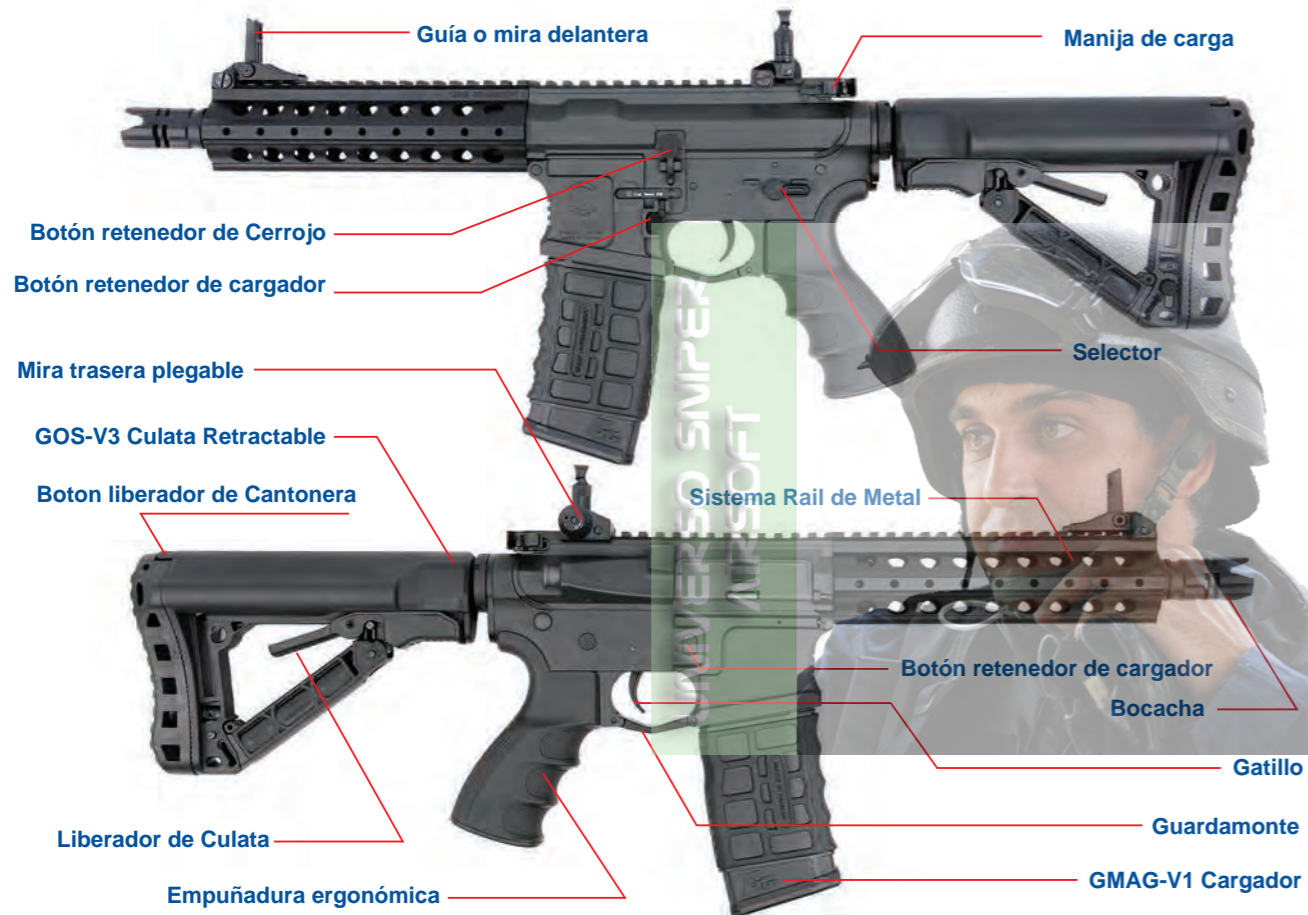 Guía o mira delantera
Manija de carga
Botón retenedor de Cerrojo
Botón retenedor de cargador
Selector
Mira trasera plegable
GOS-V3 Culata Retractable
Boton liberador de Cantonera
Sistema Rail de Metal
UNIVERSO SNIPER
AIRSOFT
Botón retenedor de cargador
Bocacha
Gatillo
Liberador de Culata
Guardamonte
Empuñadura ergonómica
GMAG-V1 Cargador